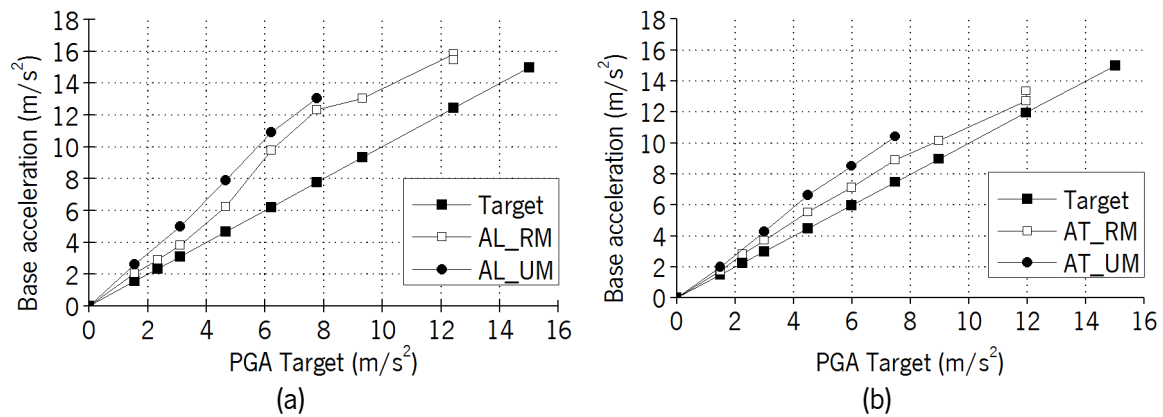 18
16
14
12
10
8
6
4
2
0
Base acceleration (m/s²)
0 2 4 6 8 10 12 14 16
PGA Target (m/s²)
Target
AL_RM
AL_UM
(a)
18
16
14
12
10
8
6
4
2
0
Base acceleration (m/s²)
0 2 4 6 8 10 12 14 16
PGA Target (m/s²)
Target
AT_RM
AT_UM
(b)